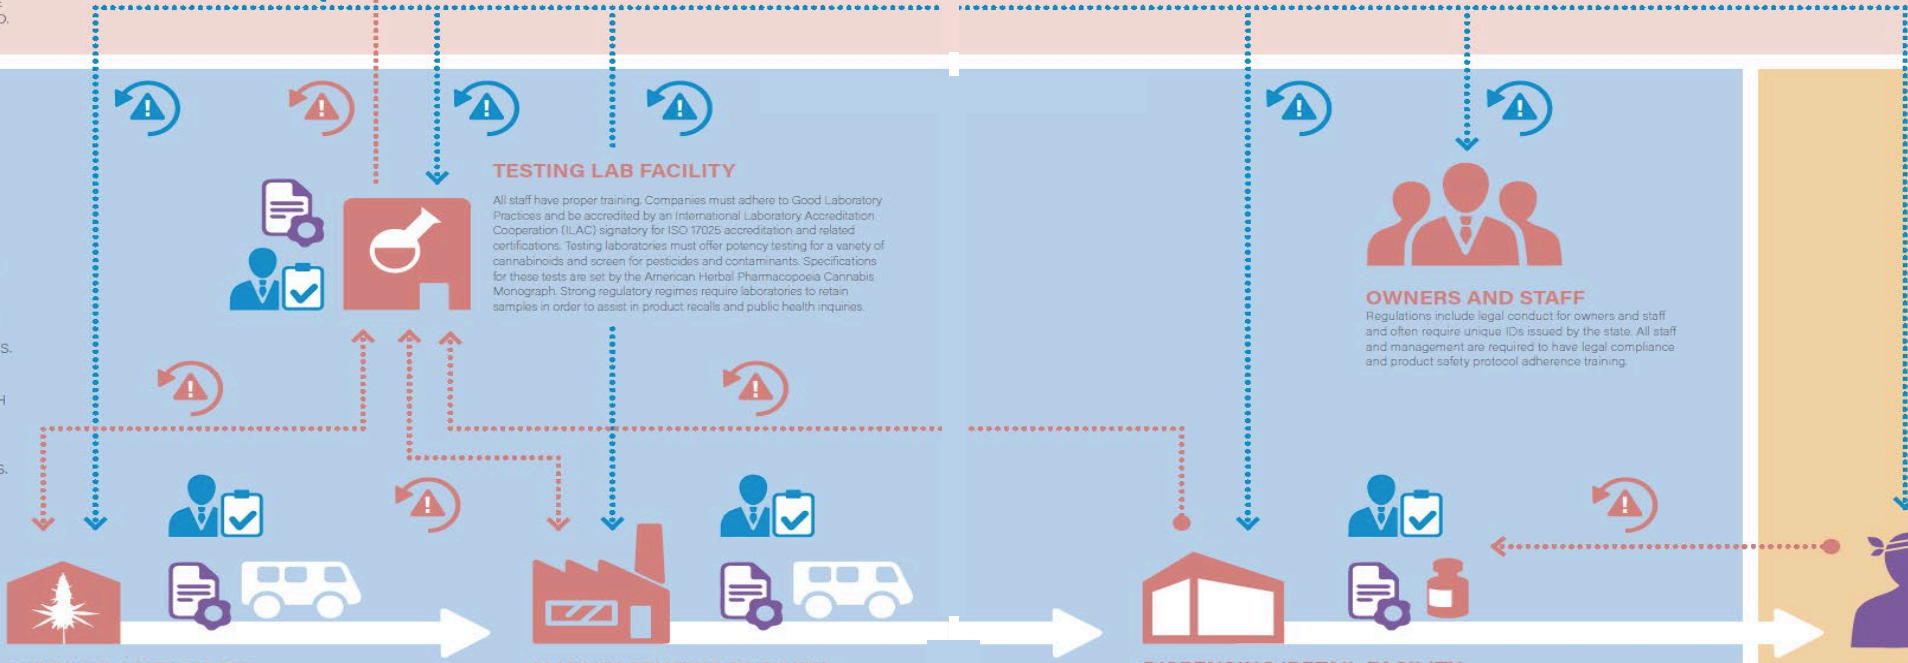 D.
TESTING LAB FACILITY
All staff have proper training. Companies must adhere to Good Laboratory
Practices and be accredited by an International Laboratory Accreditation
Cooperation (ILAC) signatory for ISO 17025 accreditation and related
certifications. Testing laboratories must offer potency testing for a variety of
cannabinoids and screen for pesticides and contaminants. Specifications
for these tests are set by the American Herbal Pharmacopoeia Cannabis
Monograph. Strong regulatory regimes require laboratories to retain
samples in order to assist in product recalls and public health inquiries.
OWNERS AND STAFF
Regulations include legal conduct for owners and staff
and often require unique IDs issued by the state. All staff
and management are required to have legal compliance
and product safety protocol adherence training.
S.
H
S.